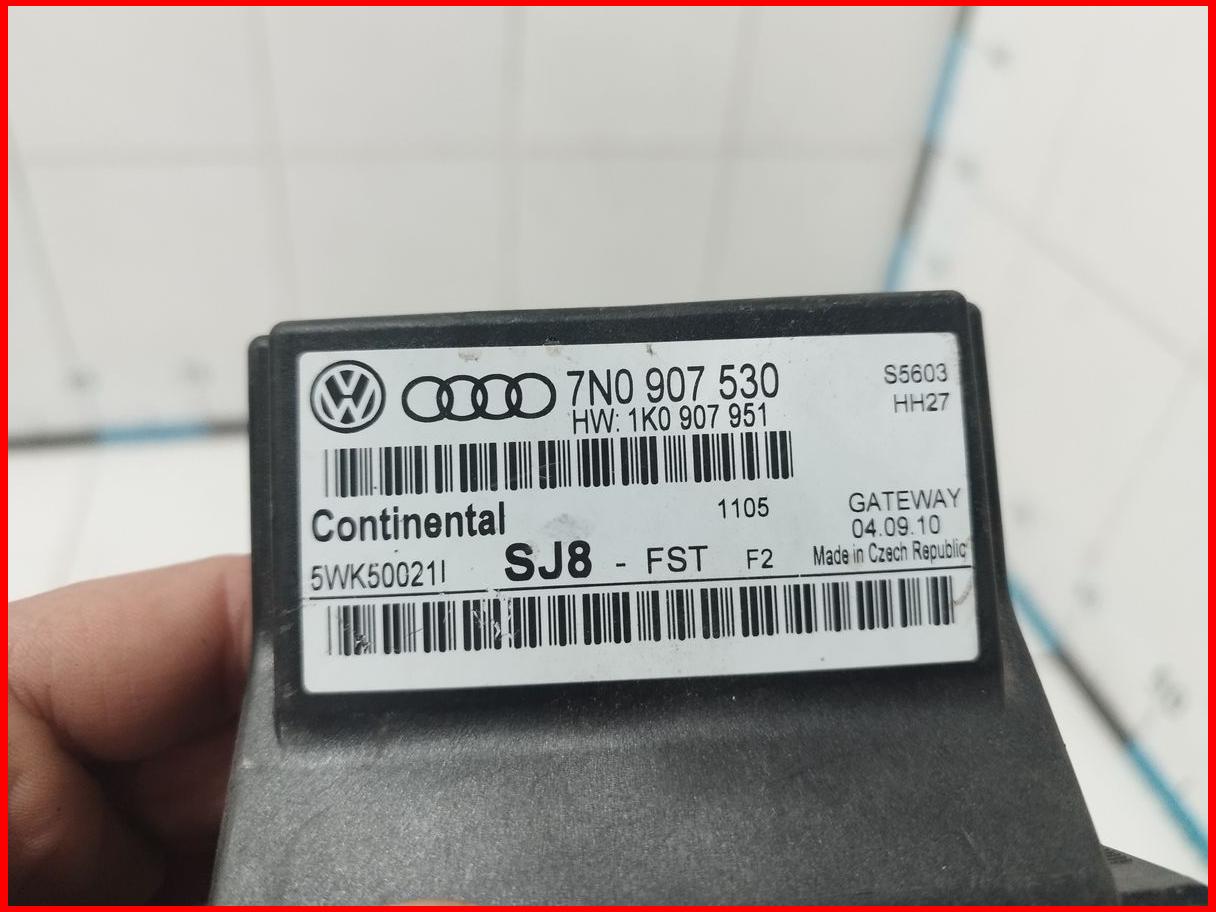 7N0 907 530
HW: 1K0 907 951
S5603
HH27
Continental
1105
GATEWAY
04.09.10
5WK50021I
SJ8 - FST F2
Made in Czech Republic